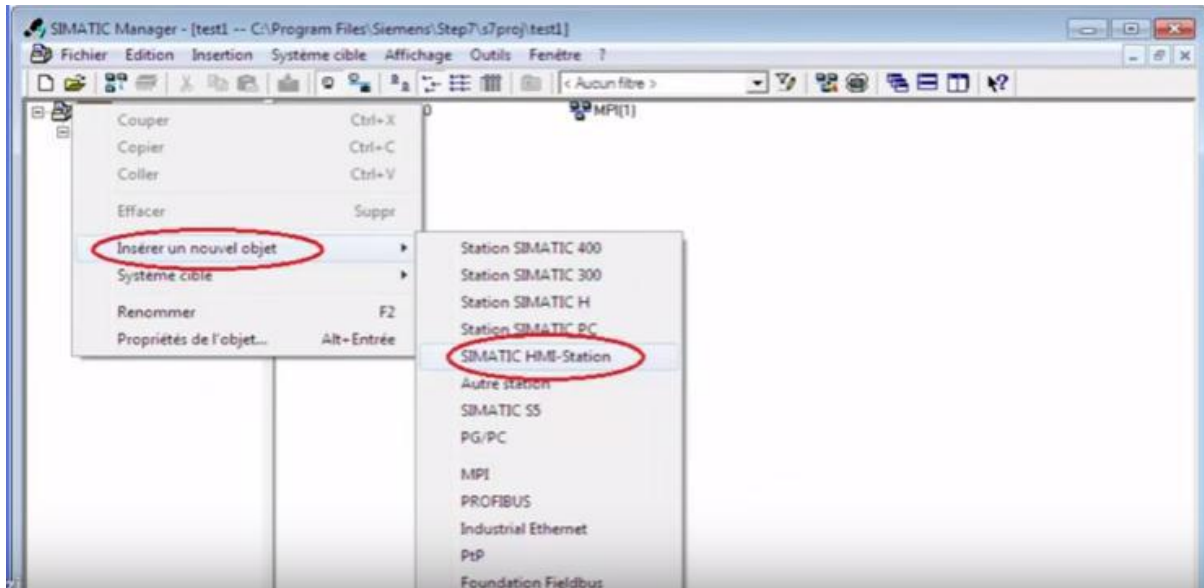 SIMATIC Manager - [test1 -- C:\Program Files\Siemens\Step7\s7proj\test1]
Fichier Edition Insertion Système cible Affichage Outils Fenêtre ?
< Aucun filtre >
MPI(1)
Couper Ctrl+X
Copier Ctrl+C
Coller Ctrl+V
Effacer Suppr
Insérer un nouvel objet
Système cible
Renommer F2
Propriétés de l'objet... Alt+Entrée
Station SIMATIC 400
Station SIMATIC 300
Station SIMATIC H
Station SIMATIC PC
SIMATIC HMI-Station
Autre station
SIMATIC S5
PG/PC
MPI
PROFIBUS
Industrial Ethernet
PtP
Foundation Fieldbus